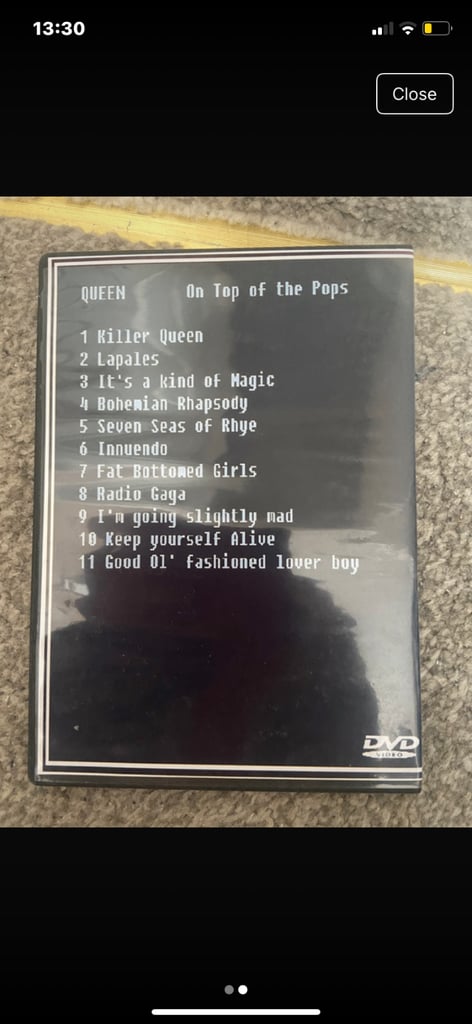 13:30
Close
QUEEN On Top of the Pops
1 Killer Queen
2 Lapales
3 It's a kind of Magic
4 Bohemian Rhapsody
5 Seven Seas of Rhye
6 Innuendo
7 Fat Bottomed Girls
8 Radio Gaga
9 I'm going slightly mad
10 Keep yourself Alive
11 Good Ol' fashioned lover boy
DVD
VIDEO